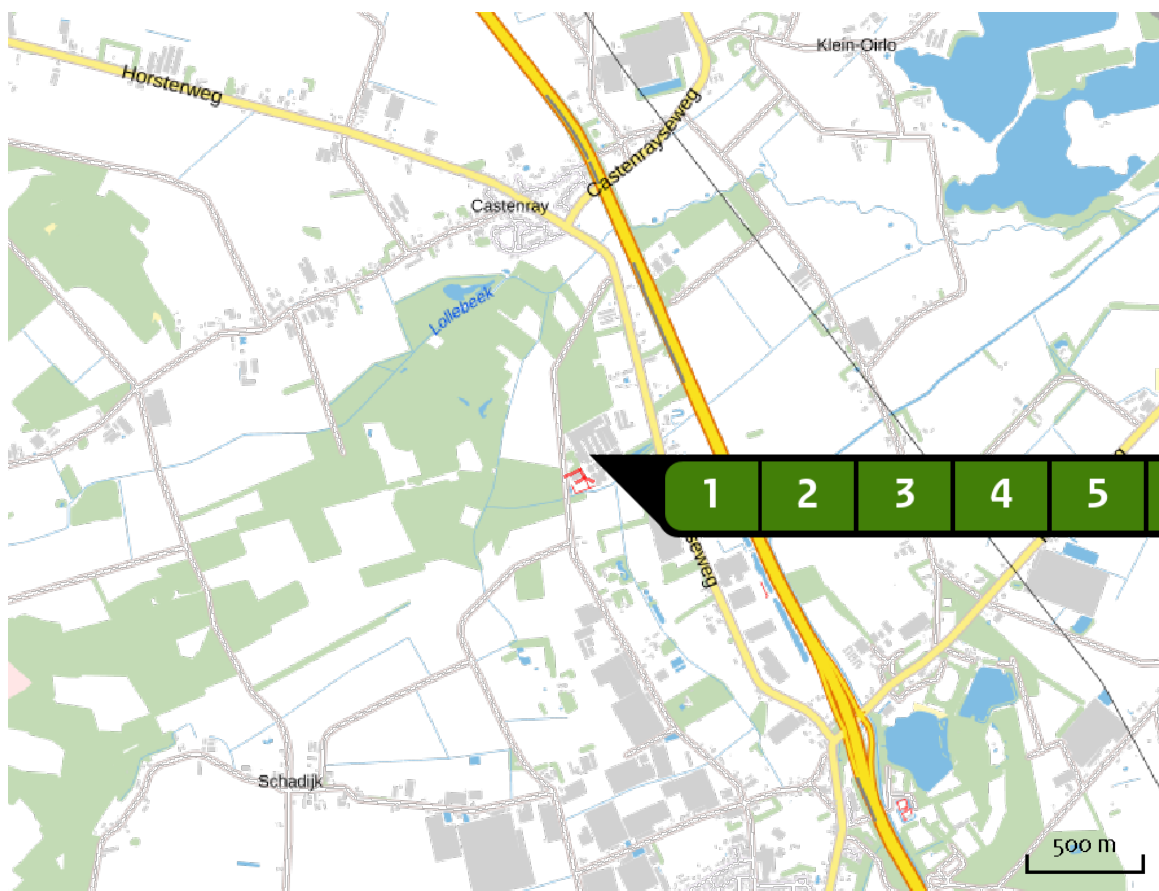 Klein-Oirlo
Horsterweg
Castenrayseweg
Castenray
Lollebeek
1 2 3 4 5
seweg
Schadijk
500 m